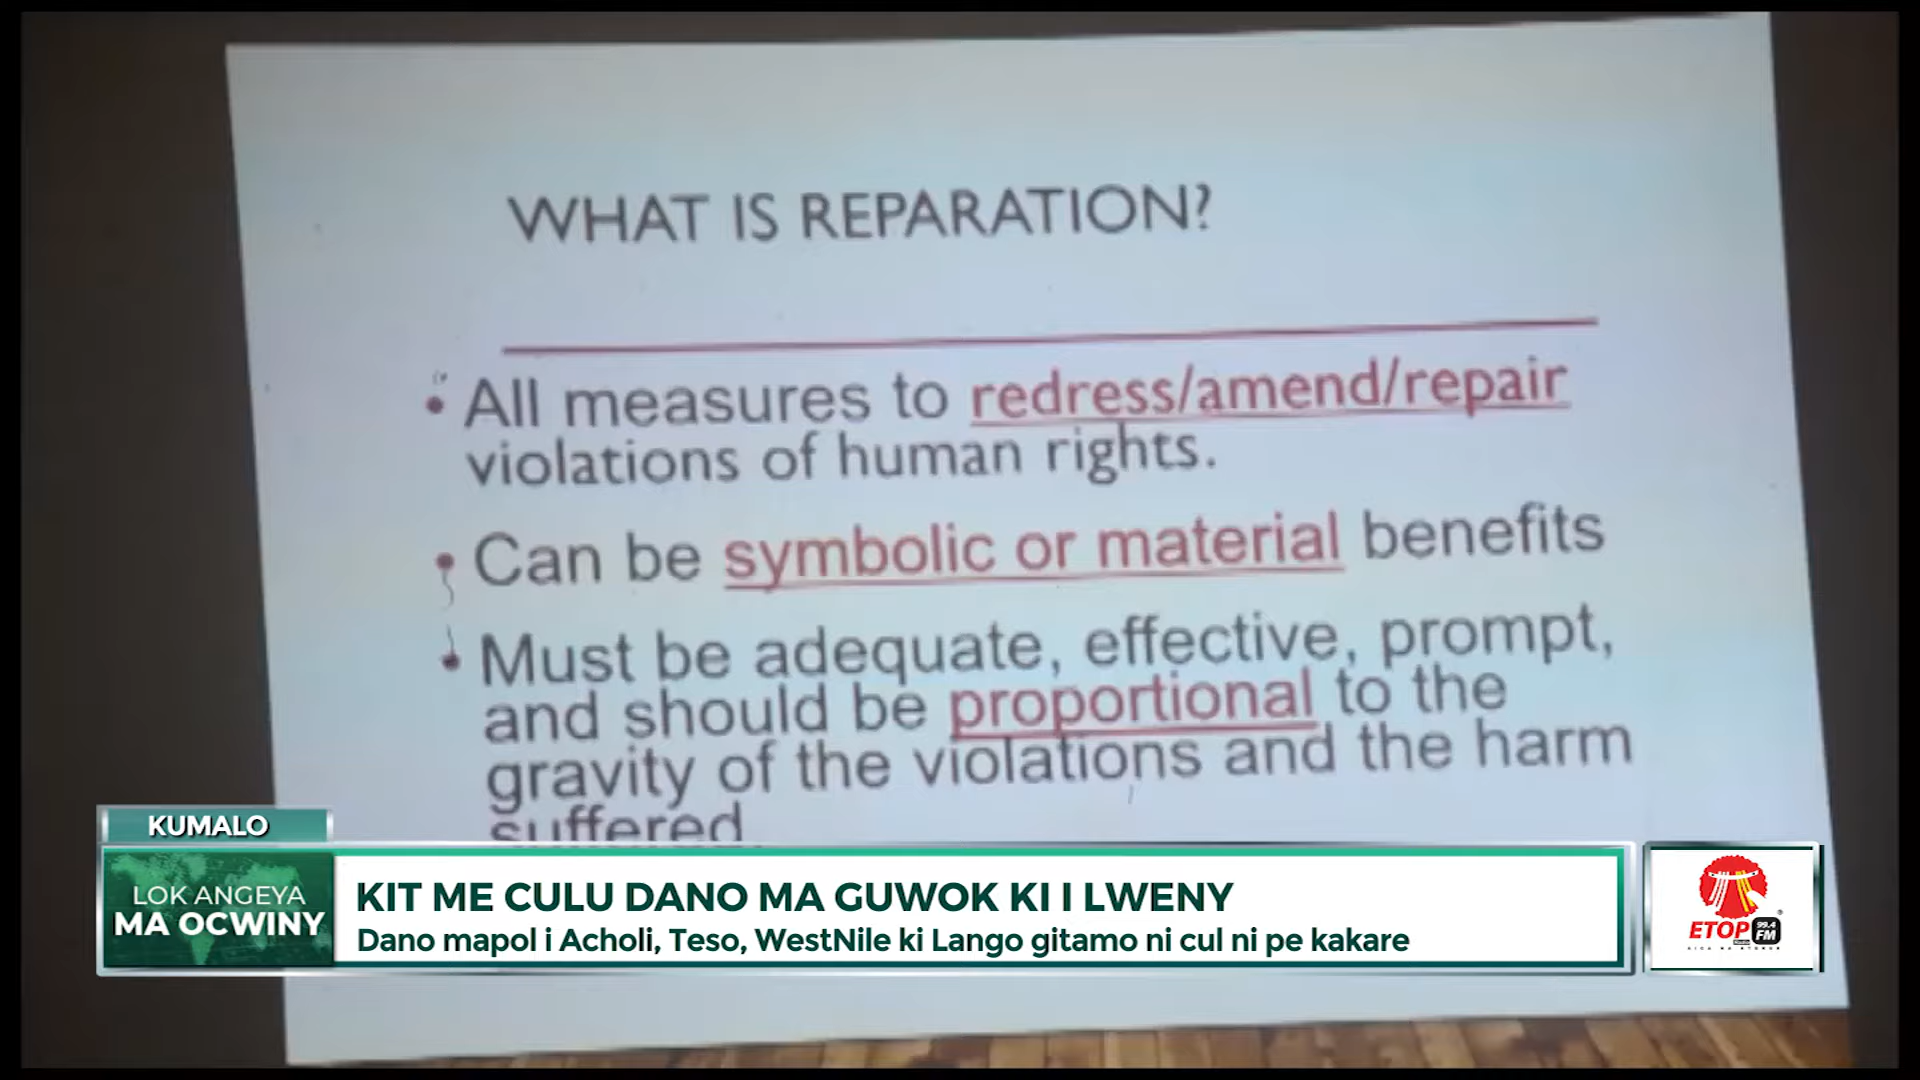 WHAT IS REPARATION?
All measures to redress/amend/repair
violations of human rights.
Can be symbolic or material benefits
Must be adequate, effective, prompt,
and should be proportional to the
gravity of the violations and the harm
suffered.
KUMALO
LOK ANGEYA
MA OCWINY
KIT ME CULU DANO MA GUWOK KI I LWENY
Dano mapol i Acholi, Teso, WestNile ki Lango gitamo ni cul ni pe kakare
ETOP
Radio
99.4
FM